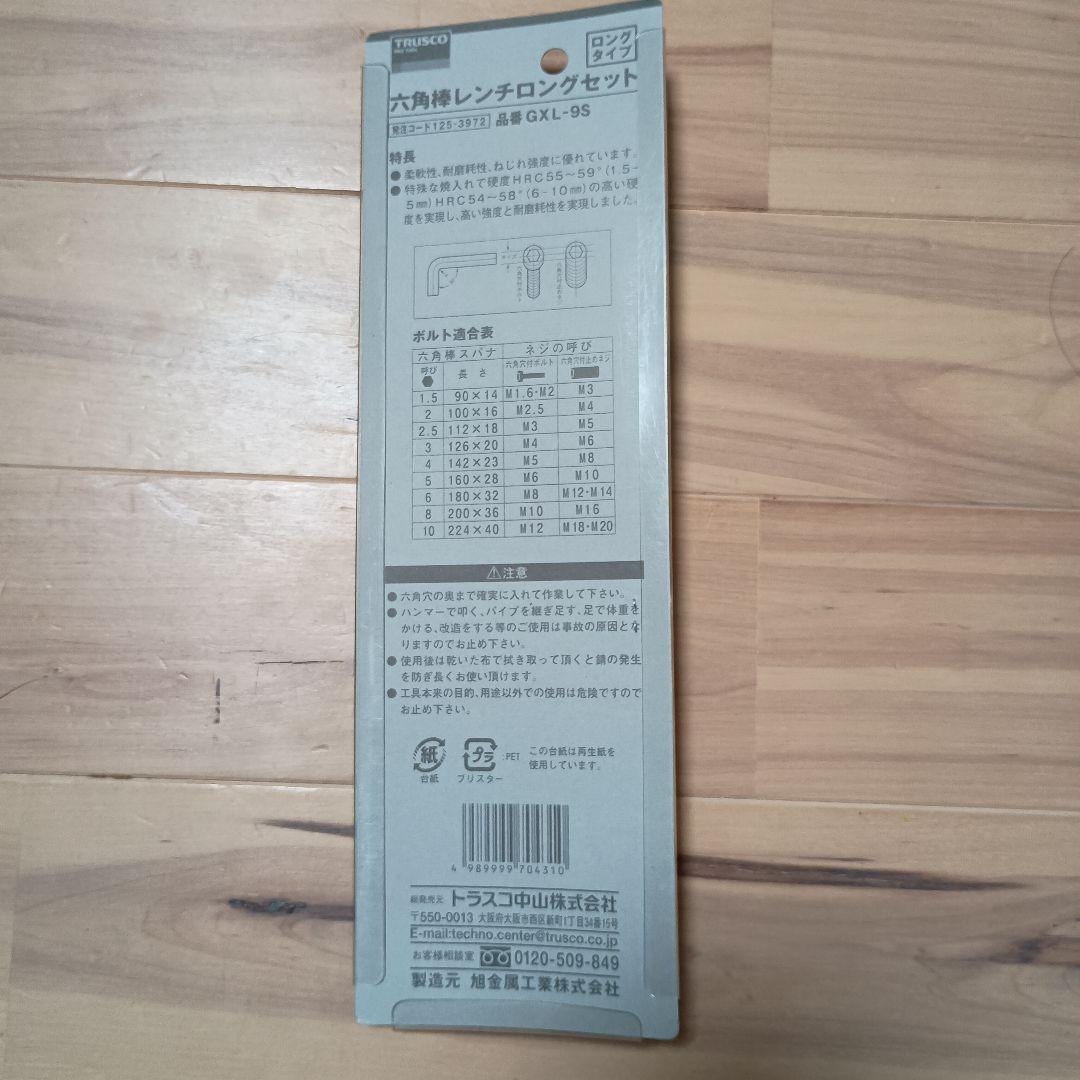 TRUSCO
ロング
タイプ
六角棒レンチロングセット
発注コード125-3972 品番GXL-9S
特長
● 柔軟性、耐磨耗性、ねじれ強度に優れています。
● 特殊な焼入れで硬度HRC55～59°(1.5-
5㎜)HRC54～58°(6-10㎜)の高い硬
度を実現し、高い強度と耐磨耗性を実現しました。
サイズ
六角穴付ボルト
六角穴付止めネジ
ボルト適合表
六角棒スパナ ネジの呼び
呼び 長さ 六角穴付ボルト 六角穴付止めネジ
1.5 90×14 M1.6・M2 M3
2 100×16 M2.5 M4
2.5 112×18 M3 M5
3 126×20 M4 M6
4 142×23 M5 M8
5 160×28 M6 M10
6 180×32 M8 M12・M14
8 200×36 M10 M16
10 224×40 M12 M18・M20
⚠注意
● 六角穴の奥まで確実に入れて作業して下さい。
● ハンマーで叩く、パイプを継ぎ足す、足で体重を
かける、改造をする等のご使用は事故の原因とな
りますのでお止め下さい。
● 使用後は乾いた布で拭き取って頂くと錆の発生
を防ぎ長くお使い頂けます。
● 工具本来の目的、用途以外での使用は危険ですので
お止め下さい。
紙 プラ :PET この台紙は再生紙を
使用しています。
台紙 ブリスター
4 989999 704310
総発売元 トラスコ中山株式会社
〒550-0013 大阪府大阪市西区新町1丁目34番15号
E-mail:techno.center@trusco.co.jp
お客様相談室 0120-509-849
製造元 旭金属工業株式会社